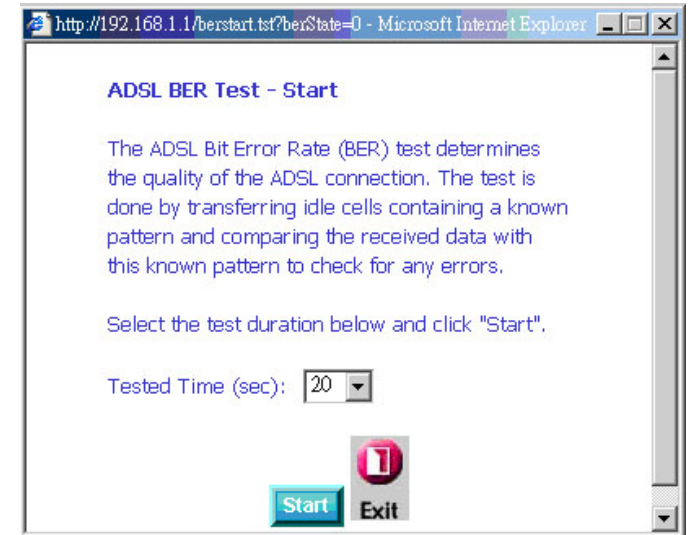 http://192.168.1.1/berstart.tst?berState=0 - Microsoft Internet Explorer
ADSL BER Test - Start
The ADSL Bit Error Rate (BER) test determines
the quality of the ADSL connection. The test is
done by transferring idle cells containing a known
pattern and comparing the received data with
this known pattern to check for any errors.
Select the test duration below and click "Start".
Tested Time (sec): 20
Start Exit